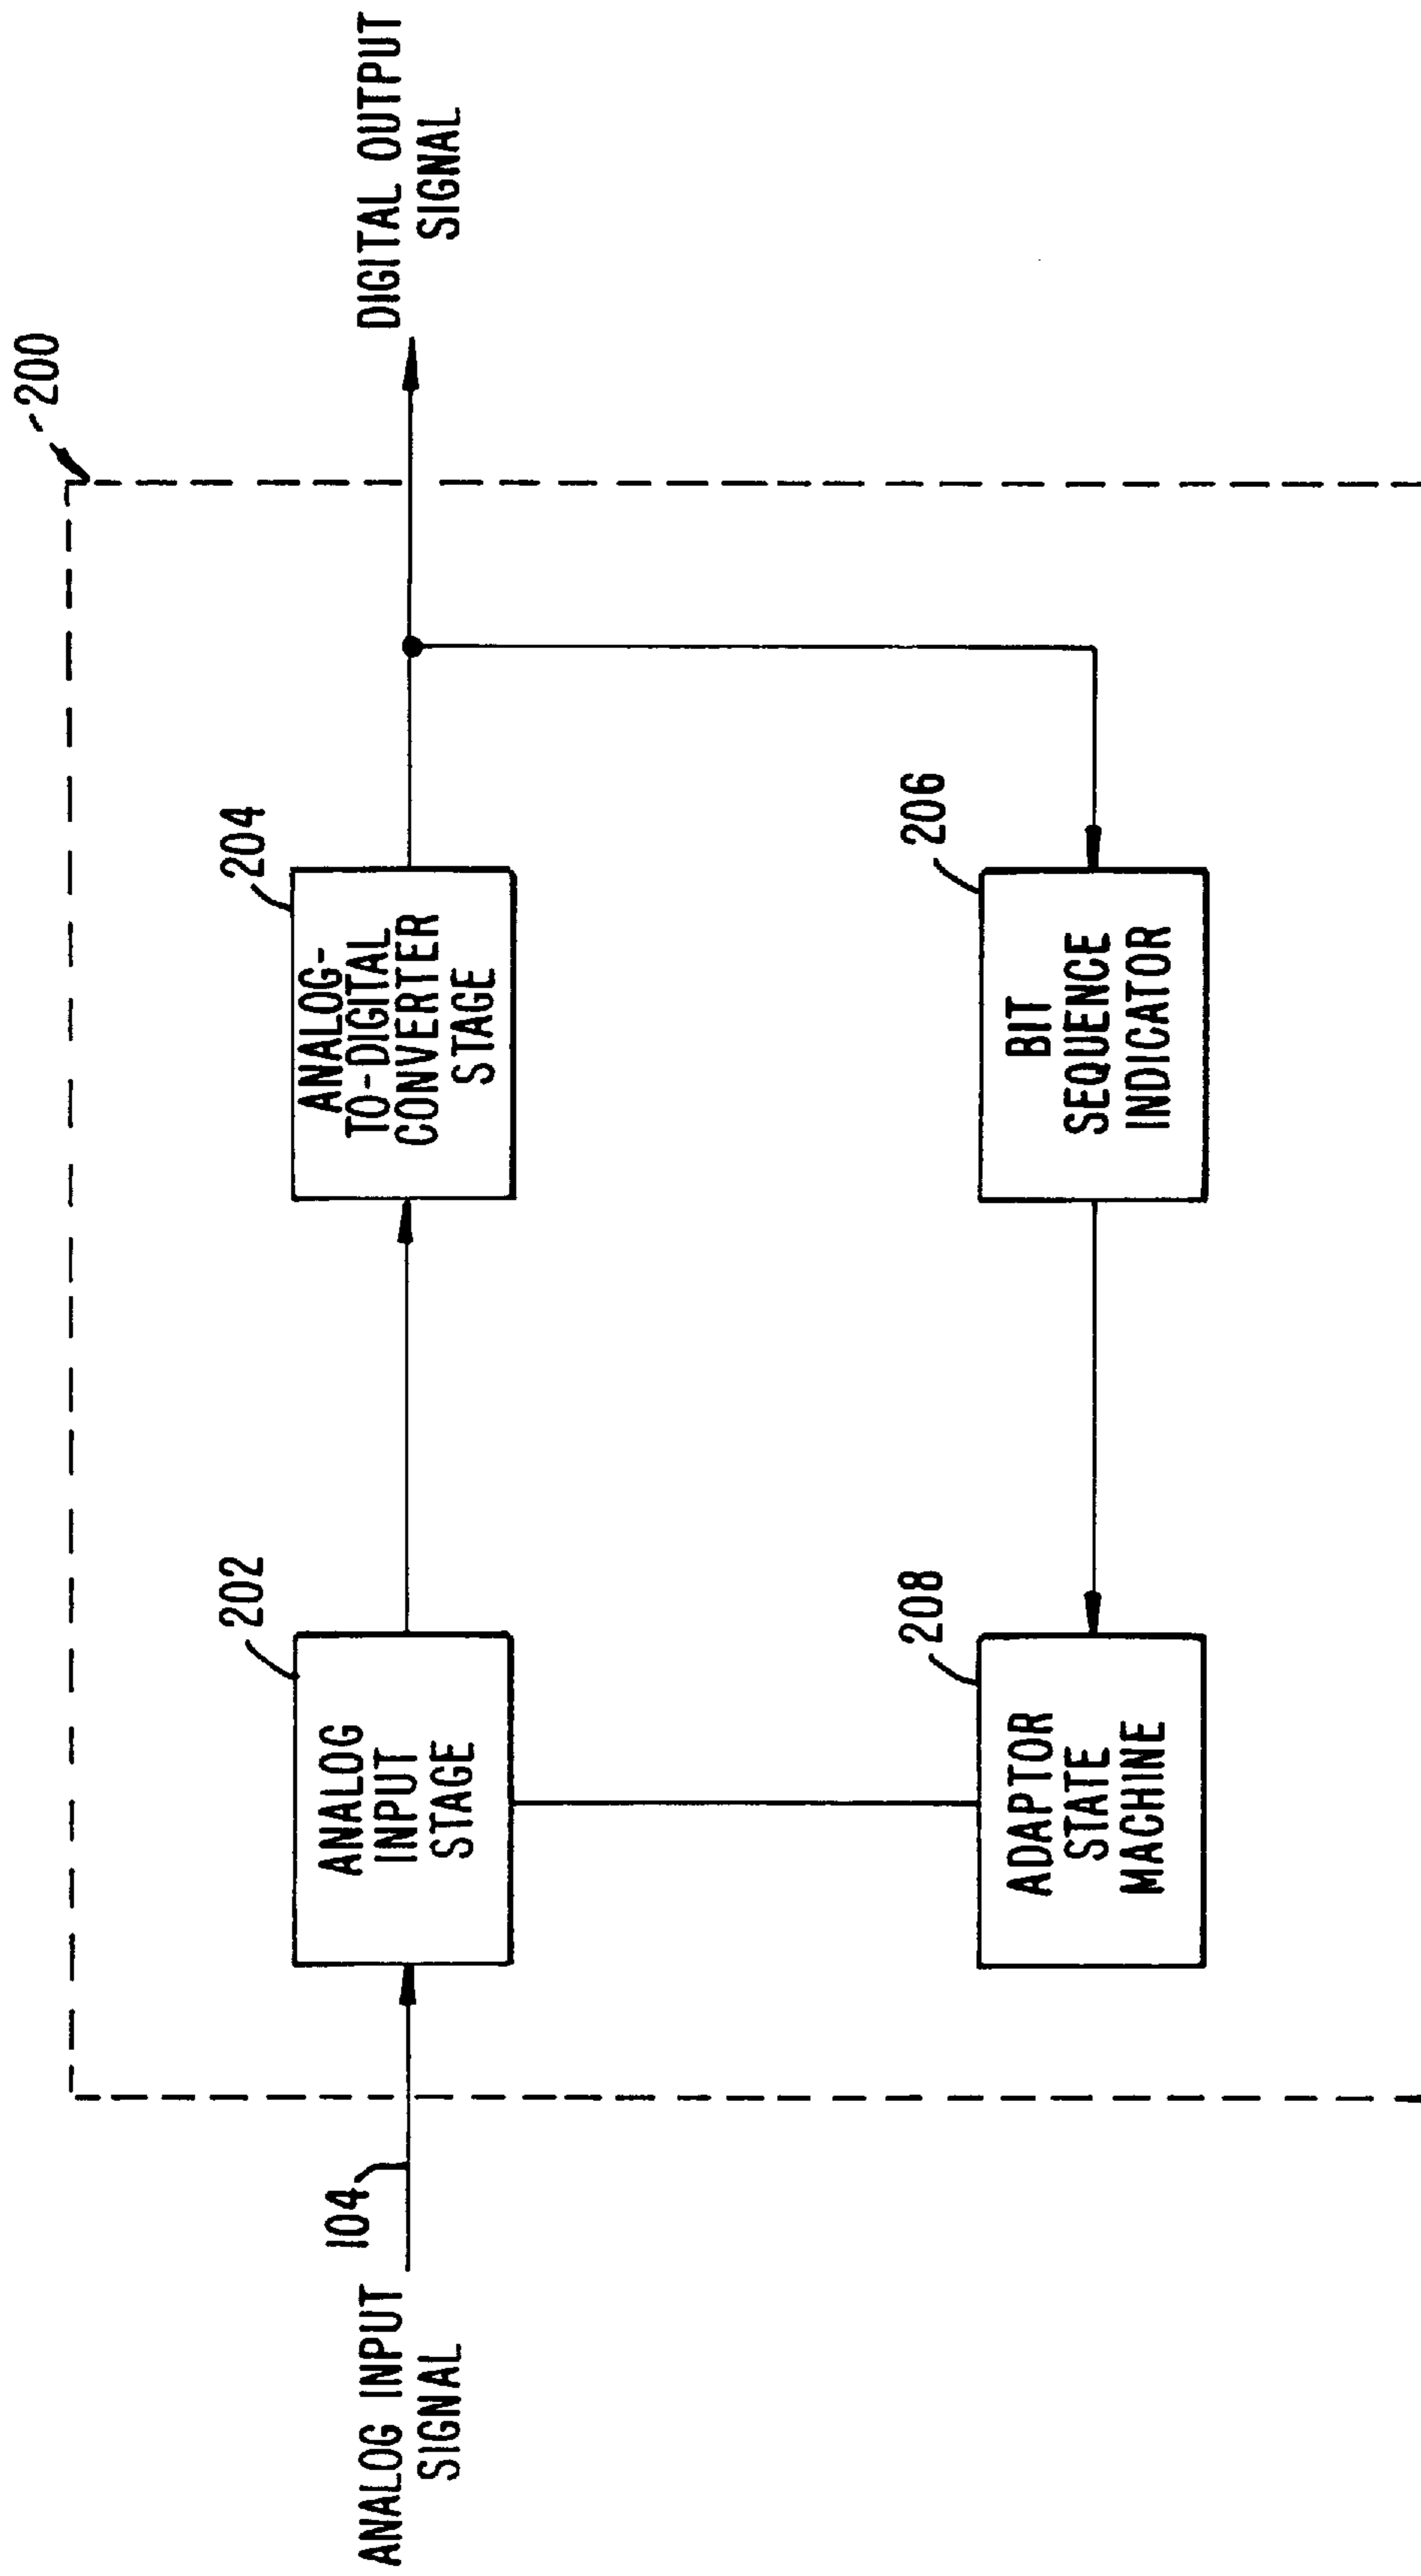 200
ANALOG INPUT
SIGNAL
104
202
ANALOG
INPUT
STAGE
204
ANALOG-
TO-DIGITAL
CONVERTER
STAGE
DIGITAL OUTPUT
SIGNAL
208
ADAPTOR
STATE
MACHINE
206
BIT
SEQUENCE
INDICATOR